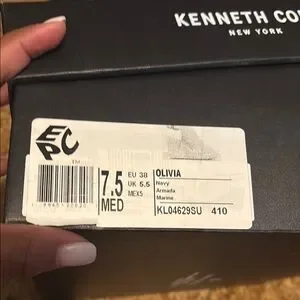 KENNETH CO
NEW YORK
EPC
TM
7.5
MED
EU 38
UK 5.5
MEX5
OLIVIA
Navy
Armada
Marine
KL04629SU 410